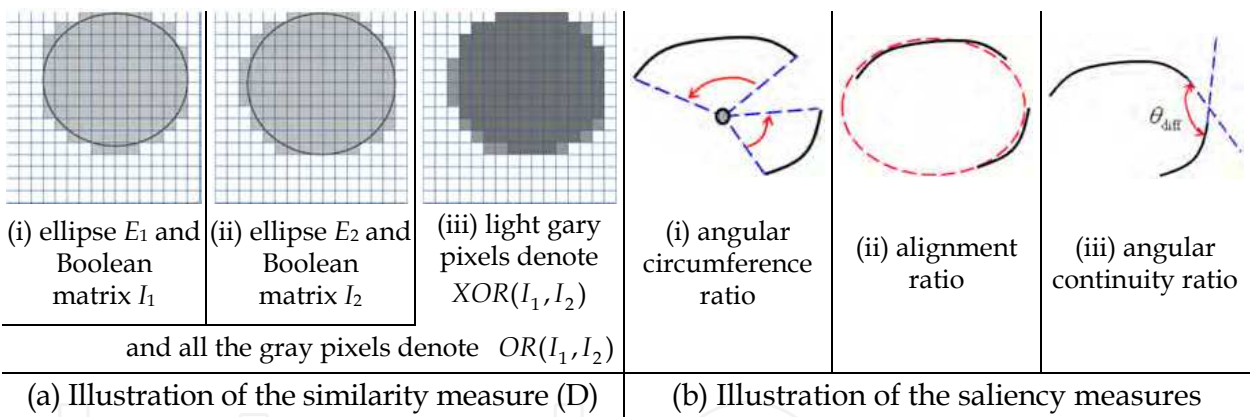 θdiff
(i) ellipse E1 and
Boolean
matrix I1
(ii) ellipse E2 and
Boolean
matrix I2
(iii) light gary
pixels denote
XOR(I1, I2)
and all the gray pixels denote OR(I1, I2)
(i) angular
circumference
ratio
(ii) alignment
ratio
(iii) angular
continuity ratio
(a) Illustration of the similarity measure (D)
(b) Illustration of the saliency measures